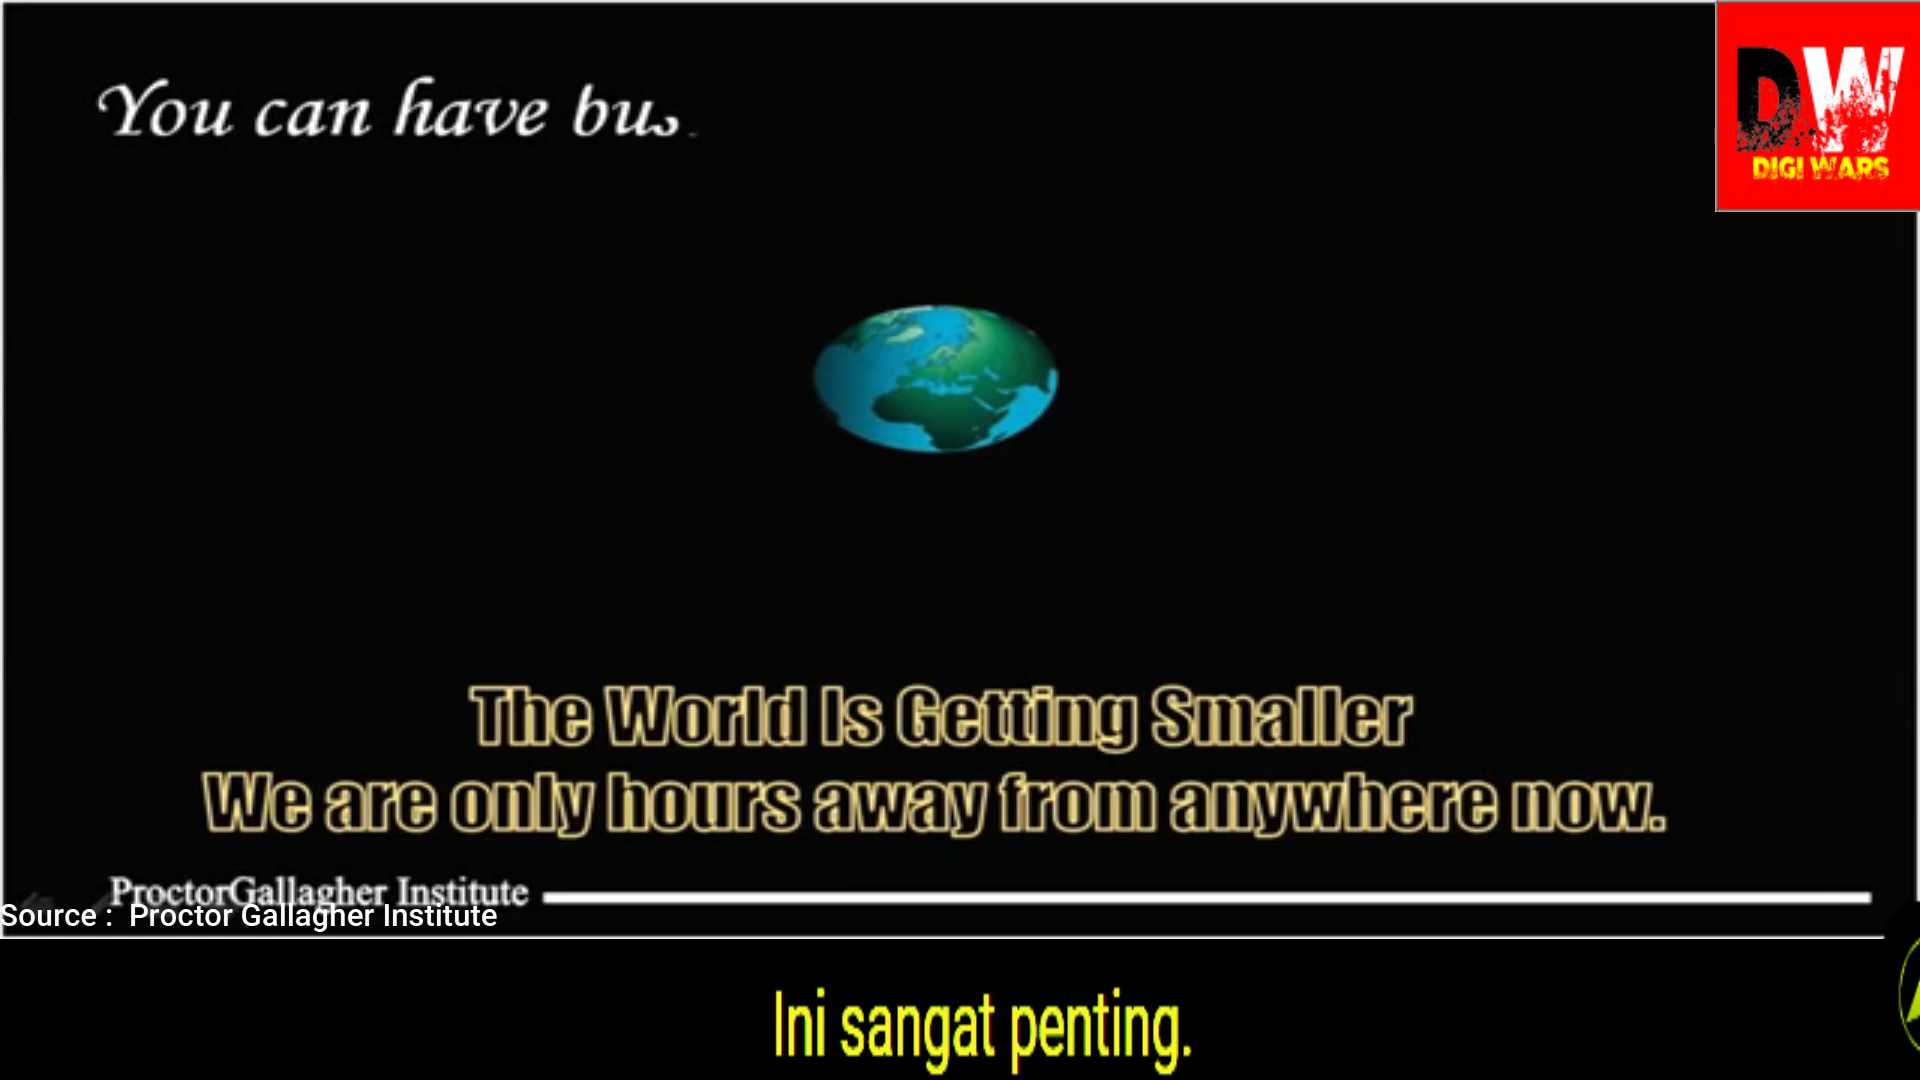 You can have
DW
DIGI WARS
The World Is Getting Smaller
We are only hours away from anywhere now.
ProctorGallagher Institute
Source : Proctor Gallagher Institute
Ini sangat penting.